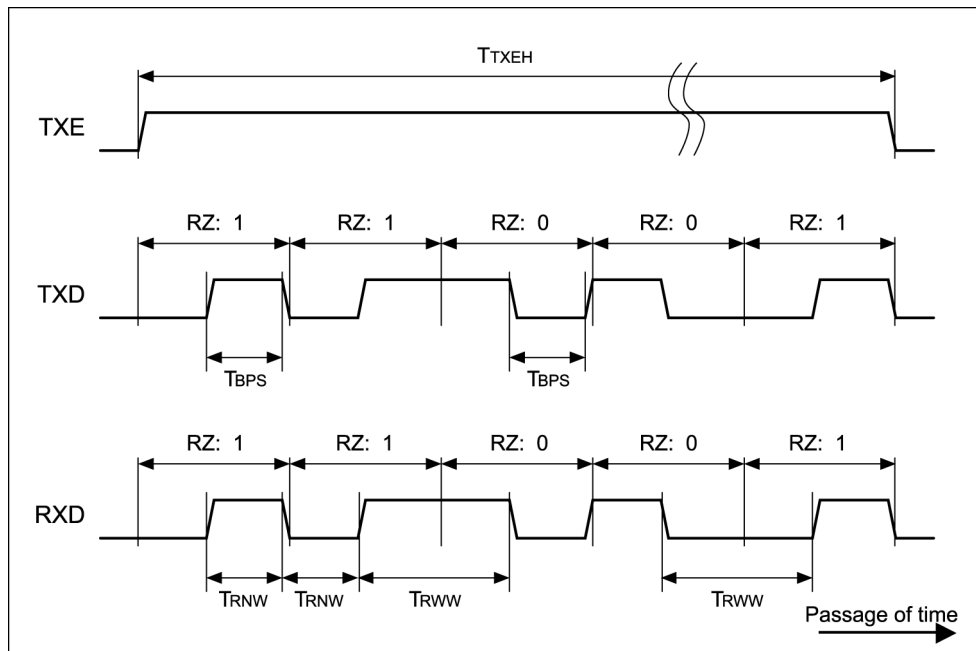 TTXEH
TXE
RZ: 1 RZ: 1 RZ: 0 RZ: 0 RZ: 1
TXD
TBPS TBPS
RZ: 1 RZ: 1 RZ: 0 RZ: 0 RZ: 1
RXD
TRNW TRNW TRWW TRWW
Passage of time